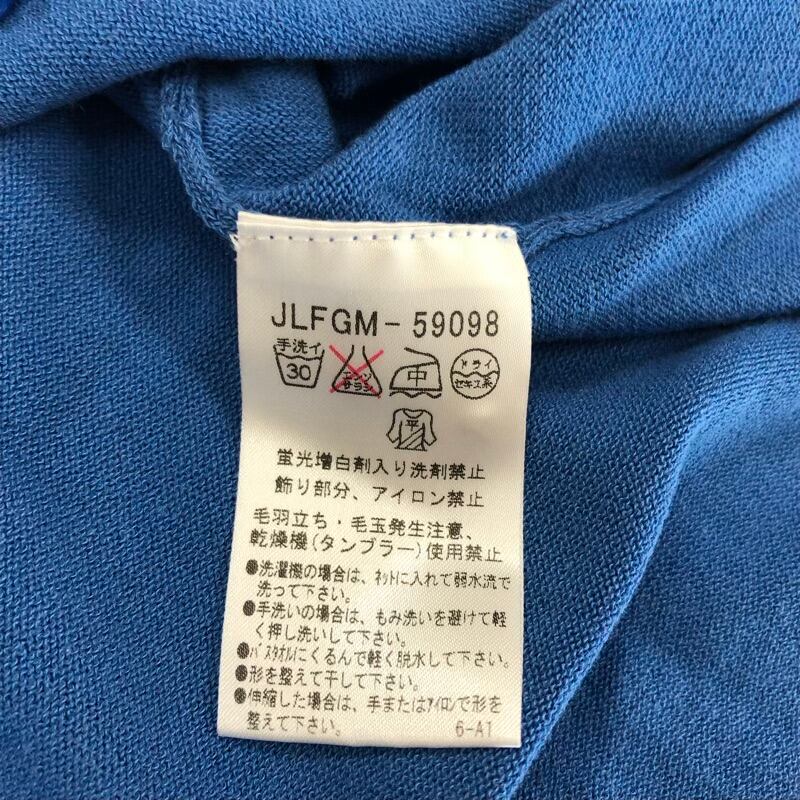 JLFGM-59098
手洗イ
30
エンソ
サラシ
中
ドライ
セキユ系
平
蛍光増白剤入り洗剤禁止
飾り部分、アイロン禁止
毛羽立ち・毛玉発生注意、
乾燥機(タンブラー)使用禁止
●洗濯機の場合は、ネットに入れて弱水流で
洗って下さい。
●手洗いの場合は、もみ洗いを避けて軽
く押し洗いして下さい。
●バスタオルにくるんで軽く脱水して下さい。
●形を整えて干して下さい。
●伸縮した場合は、手またはアイロンで形を
整えて下さい。
6-A1